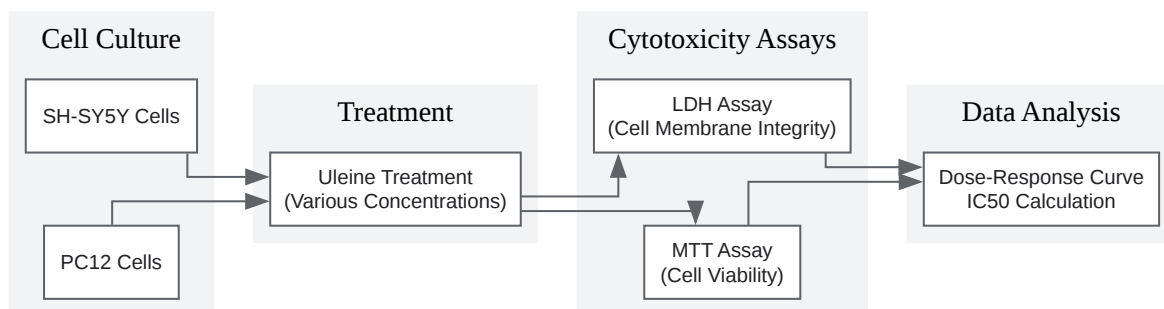 Cell Culture
SH-SY5Y Cells
PC12 Cells
Treatment
Uleine Treatment
(Various Concentrations)
Cytotoxicity Assays
LDH Assay
(Cell Membrane Integrity)
MTT Assay
(Cell Viability)
Data Analysis
Dose-Response Curve
IC50 Calculation